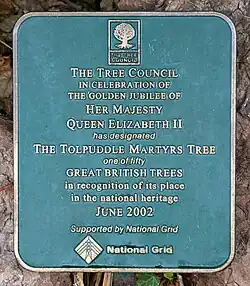 THE TREE
COUNCIL
THE TREE COUNCIL
IN CELEBRATION OF
THE GOLDEN JUBILEE OF
HER MAJESTY
QUEEN ELIZABETH II
has designated
THE TOLPUDDLE MARTYRS TREE
one of fifty
GREAT BRITISH TREES
in recognition of its place
in the national heritage
JUNE 2002
Supported by National Grid
National Grid